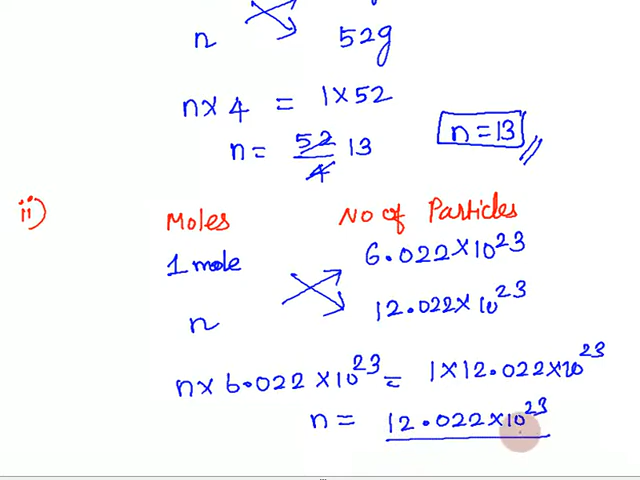 n 52g
n × 4 = 1 × 52
n = 52/4 13 n = 13
ii) Moles No of Particles
1 mole 6.022 × 10^23
n 12.022 × 10^23
n × 6.022 × 10^23 = 1 × 12.022 × 10^23
n = 12.022 × 10^23